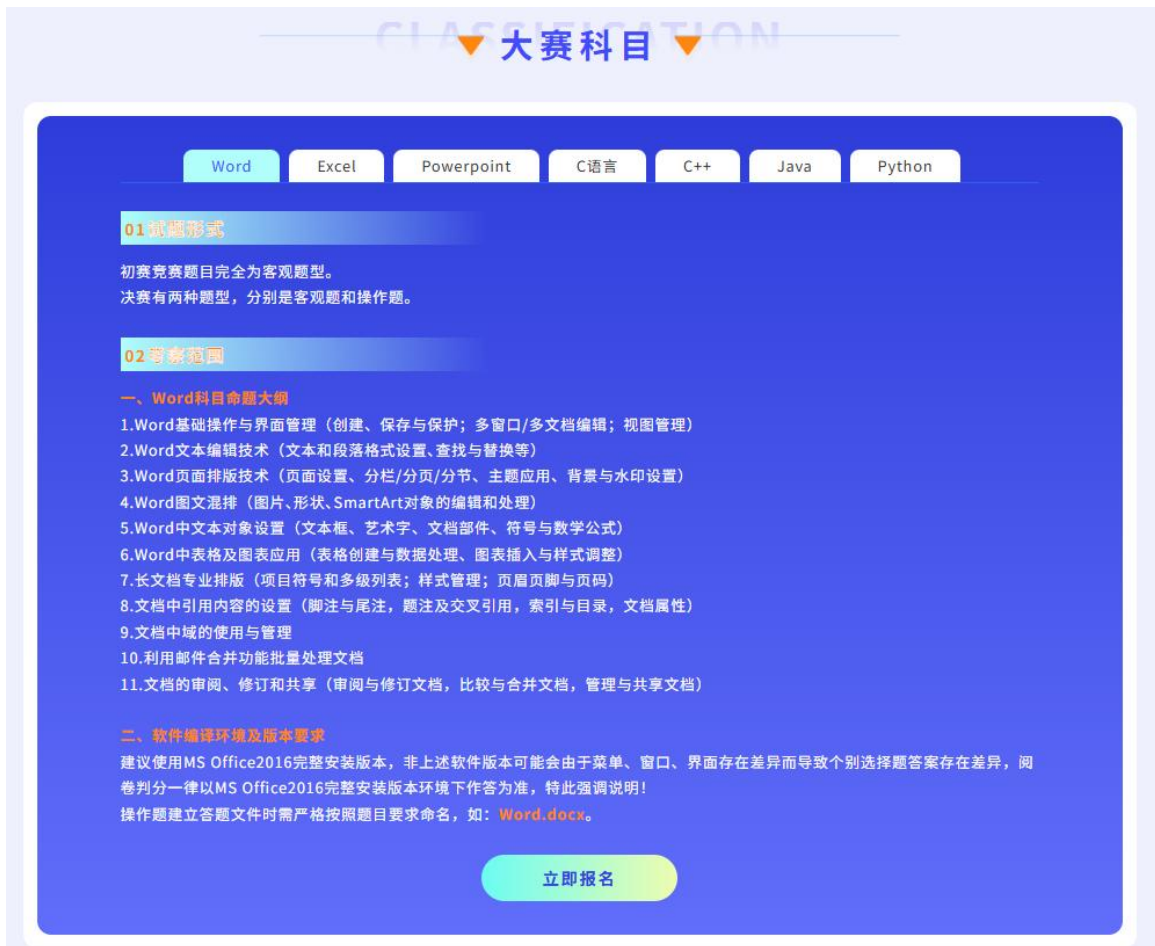 CLASSIFICATION
大赛科目
Word
Excel
Powerpoint
C语言
C++
Java
Python
01试题形式
初赛竞赛题目完全为客观题型。
决赛有两种题型，分别是客观题和操作题。
02考察范围
一、Word科目命题大纲
1.Word基础操作与界面管理（创建、保存与保护；多窗口/多文档编辑；视图管理）
2.Word文本编辑技术（文本和段落格式设置、查找与替换等）
3.Word页面排版技术（页面设置、分栏/分页/分节、主题应用、背景与水印设置）
4.Word图文混排（图片、形状、SmartArt对象的编辑和处理）
5.Word中文本对象设置（文本框、艺术字、文档部件、符号与数学公式）
6.Word中表格及图表应用（表格创建与数据处理、图表插入与样式调整）
7.长文档专业排版（项目符号和多级列表；样式管理；页眉页脚与页码）
8.文档中引用内容的设置（脚注与尾注，题注及交叉引用，索引与目录，文档属性）
9.文档中域的使用与管理
10.利用邮件合并功能批量处理文档
11.文档的审阅、修订和共享（审阅与修订文档，比较与合并文档，管理与共享文档）
二、软件编译环境及版本要求
建议使用MS Office2016完整安装版本，非上述软件版本可能会由于菜单、窗口、界面存在差异而导致个别选择题答案存在差异，阅
卷判分一律以MS Office2016完整安装版本环境下作答为准，特此强调说明！
操作题建立答题文件时需严格按照题目要求命名，如：Word.docx。
立即报名